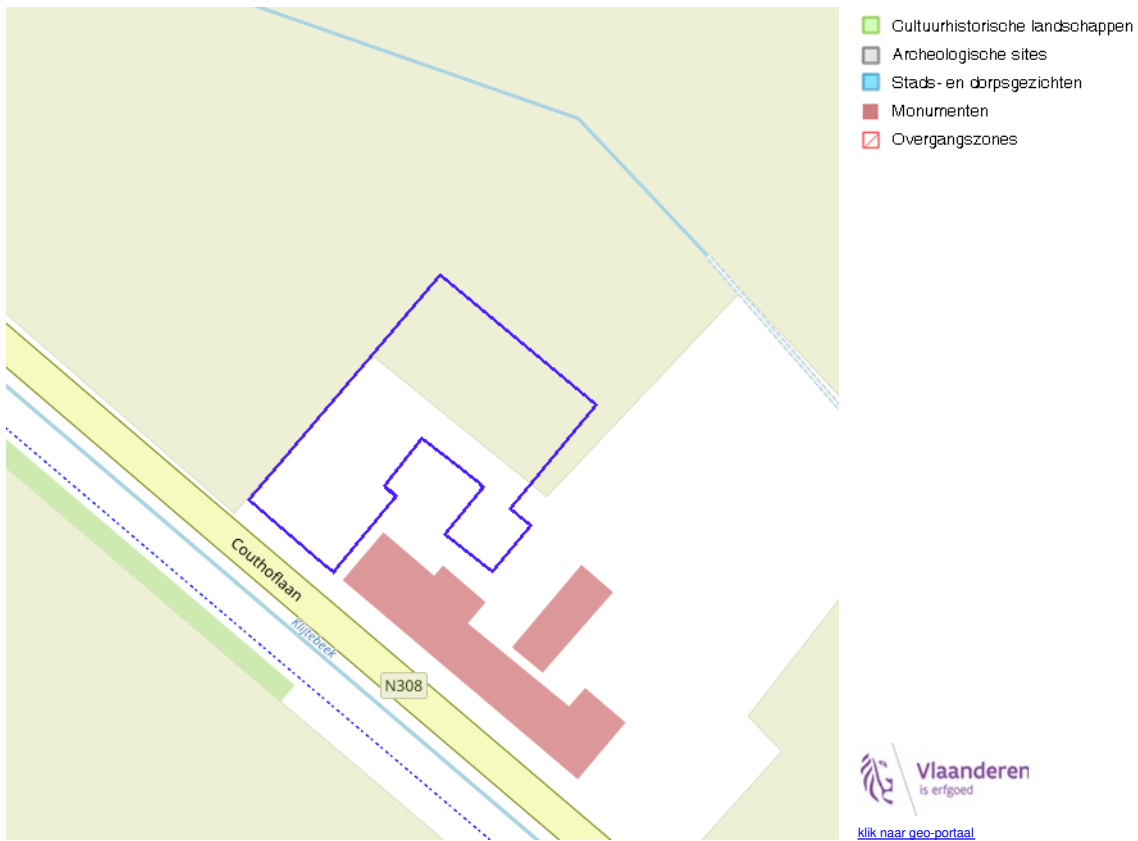 Cultuurhistorische landschappen
Archeologische sites
Stads- en dorpsgezichten
Monumenten
Overgangszones
Couthoflaan
Klijtebeek
N308
Vlaanderen
is erfgoed
klik naar geo-portaal